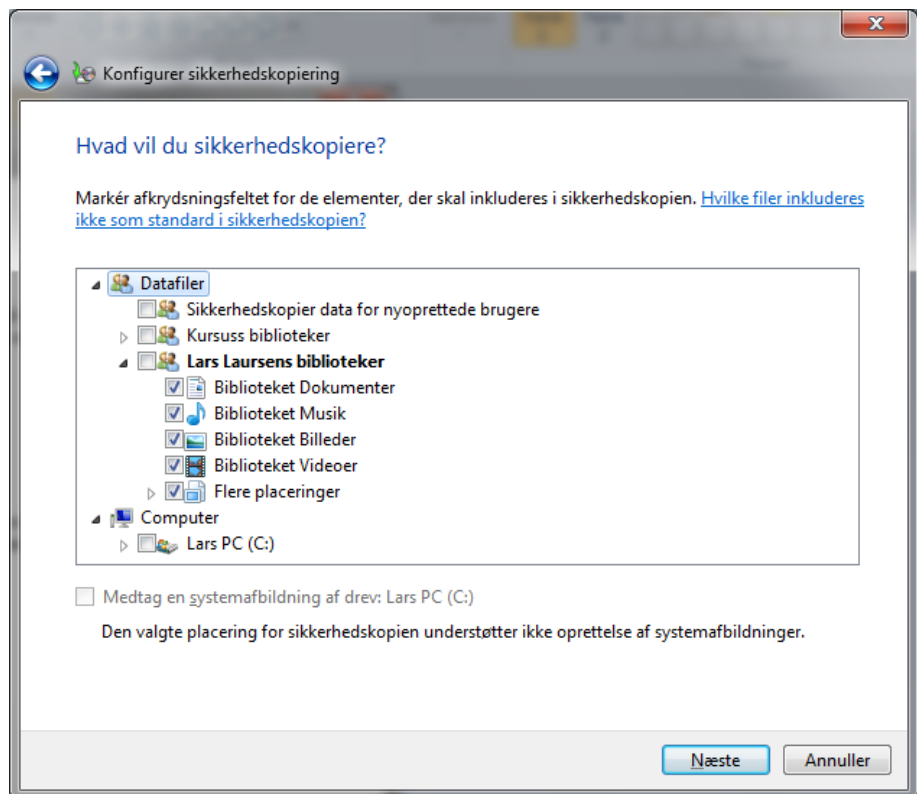 Konfigurer sikkerhedskopiering
Hvad vil du sikkerhedskopiere?
Markér afkrydsningsfeltet for de elementer, der skal inkluderes i sikkerhedskopien. Hvilke filer inkluderes
ikke som standard i sikkerhedskopien?
Datafiler
Sikkerhedskopier data for nyoprettede brugere
Kursuss biblioteker
Lars Laursens biblioteker
Biblioteket Dokumenter
Biblioteket Musik
Biblioteket Billeder
Biblioteket Videoer
Flere placeringer
Computer
Lars PC (C:)
Medtag en systemafbildning af drev: Lars PC (C:)
Den valgte placering for sikkerhedskopien understøtter ikke oprettelse af systemafbildninger.
Næste Annuller